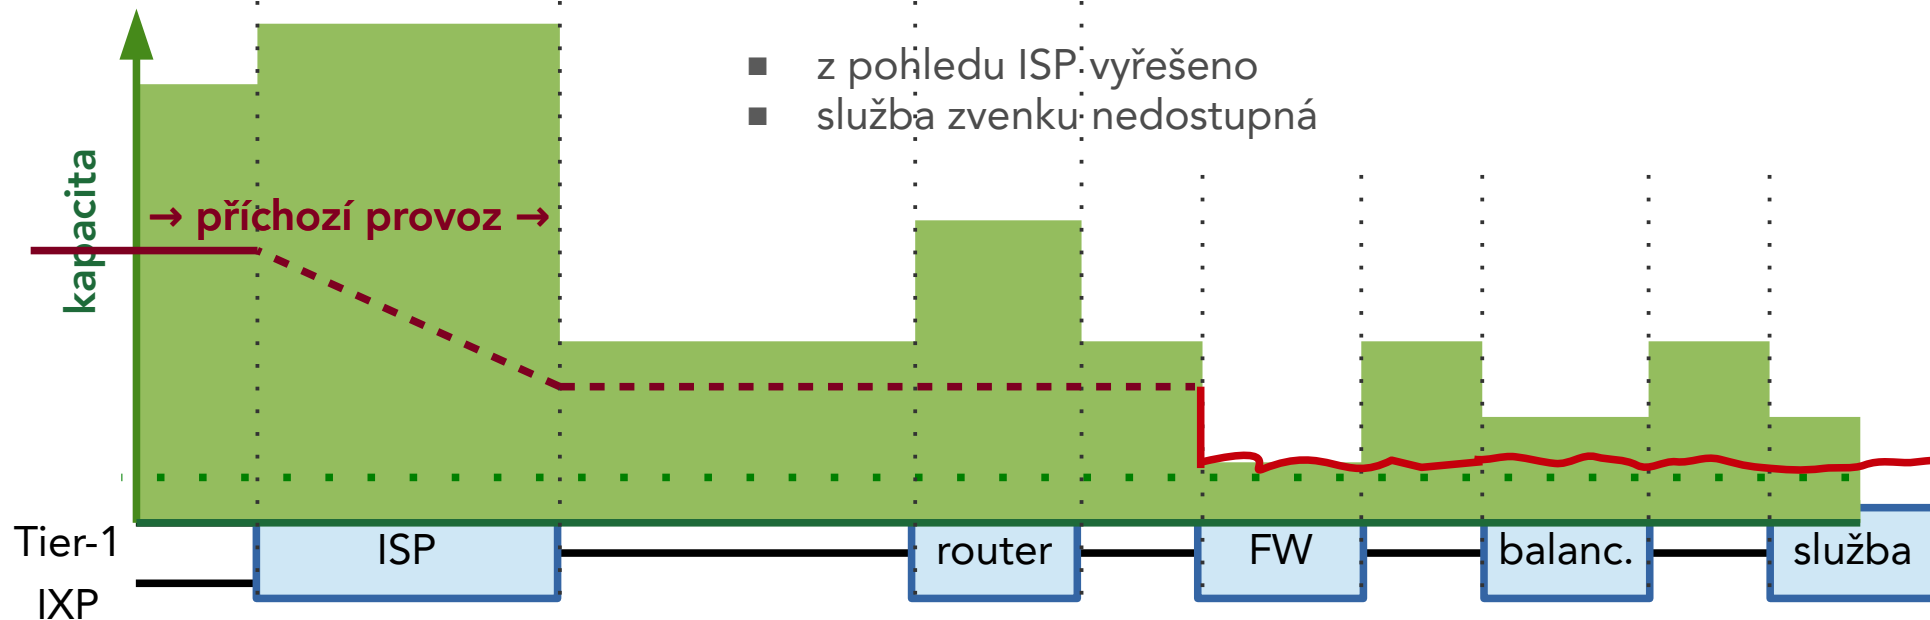 ■ z pohledu ISP vyřešeno
■ služba zvenku nedostupná
kapacita
→ příchozí provoz →
Tier-1
IXP
ISP
router
FW
balanc.
služba